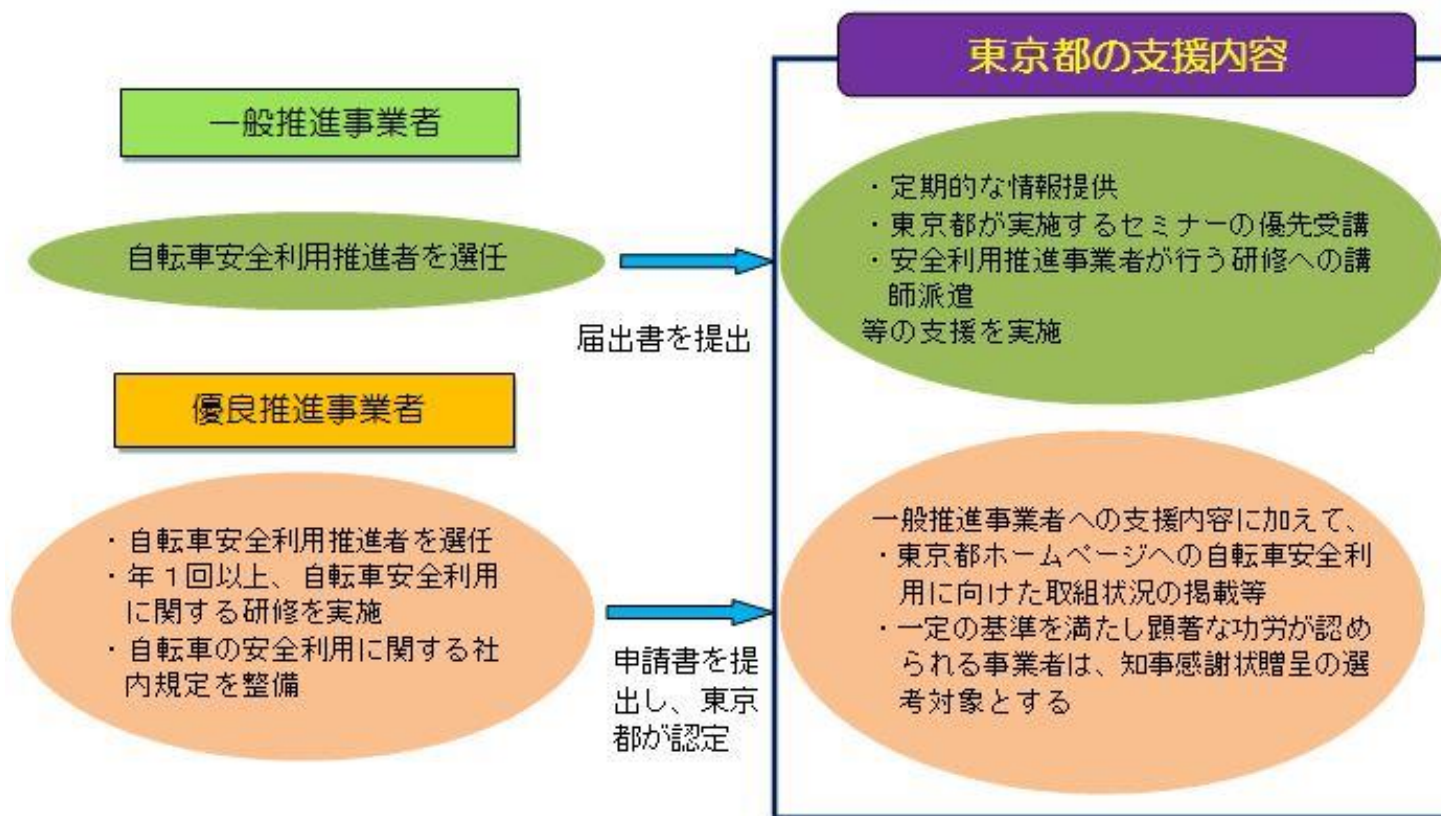 東京都の支援内容
一般推進事業者
自転車安全利用推進者を選任
届出書を提出
・定期的な情報提供
・東京都が実施するセミナーの優先受講
・安全利用推進事業者が行う研修への講
師派遣
等の支援を実施
優良推進事業者
・自転車安全利用推進者を選任
・年１回以上、自転車安全利用
に関する研修を実施
・自転車の安全利用に関する社
内規定を整備
申請書を提
出し、東京
都が認定
一般推進事業者への支援内容に加えて、
・東京都ホームページへの自転車安全利
用に向けた取組状況の掲載等
・一定の基準を満たし顕著な功労が認め
られる事業者は、知事感謝状贈呈の選
考対象とする